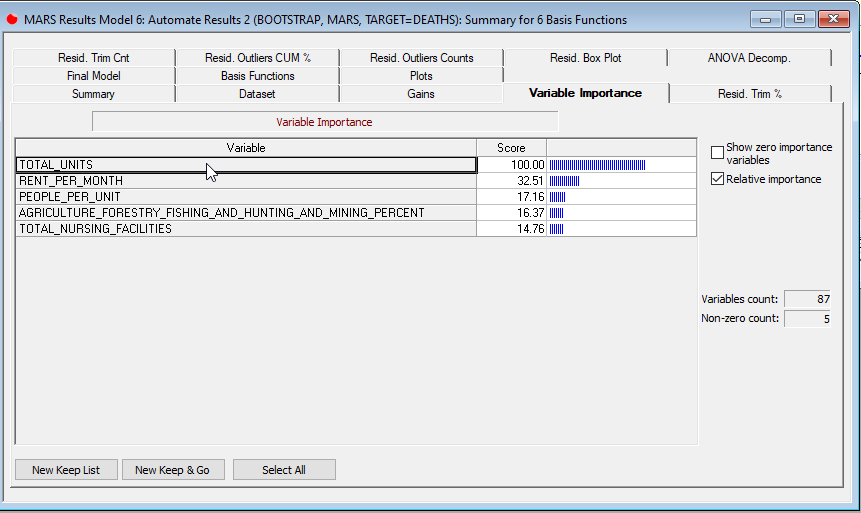 MARS Results Model 6: Automate Results 2 (BOOTSTRAP, MARS, TARGET=DEATHS): Summary for 6 Basis Functions
Resid. Trim Cnt Resid. Outliers CUM % Resid. Outliers Counts Resid. Box Plot ANOVA Decomp.
Final Model Basis Functions Plots
Summary Dataset Gains Variable Importance Resid. Trim %
Variable Importance
Variable Score
TOTAL_UNITS 100.00
RENT_PER_MONTH 32.51
PEOPLE_PER_UNIT 17.16
AGRICULTURE_FORESTRY_FISHING_AND_HUNTING_AND_MINING_PERCENT 16.37
TOTAL_NURSING_FACILITIES 14.76
Show zero importance
variables
Relative importance
Variables count: 87
Non-zero count: 5
New Keep List New Keep & Go Select All